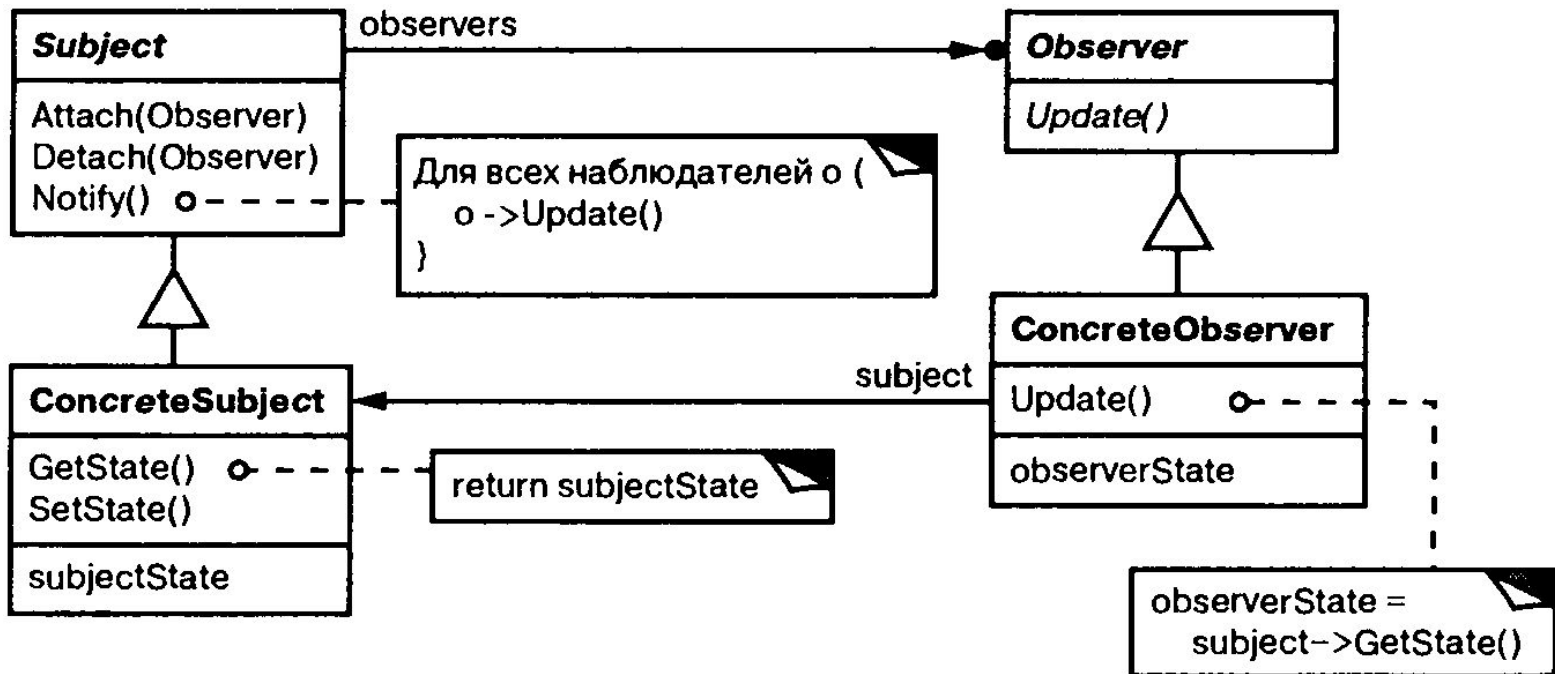 Subject
Attach(Observer)
Detach(Observer)
Notify()
observers
Observer
Update()
Для всех наблюдателей о (
о ->Update()
}
ConcreteSubject
GetState()
SetState()
subjectState
return subjectState
subject
ConcreteObserver
Update()
observerState
observerState =
subject->GetState()